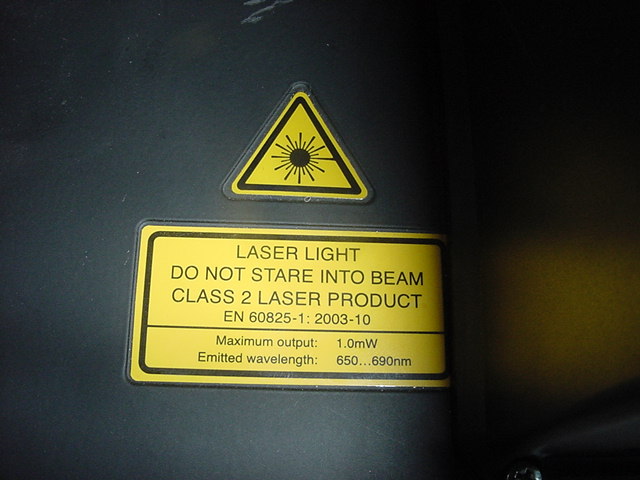 LASER LIGHT
DO NOT STARE INTO BEAM
CLASS 2 LASER PRODUCT
EN 60825-1: 2003-10
Maximum output: 1.0mW
Emitted wavelength: 650...690nm